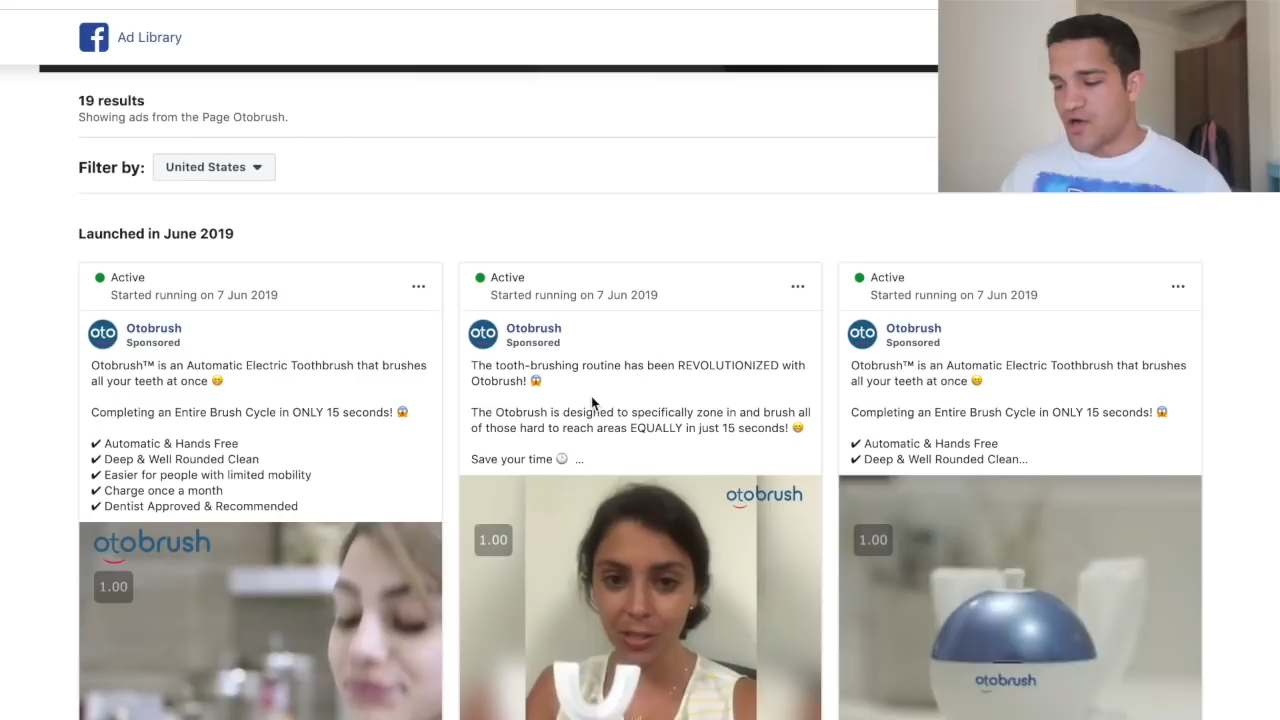 Ad Library
19 results
Showing ads from the Page Otobrush.
Filter by:
United States
Launched in June 2019
Active
Started running on 7 Jun 2019
oto
Otobrush
Sponsored
Otobrush™ is an Automatic Electric Toothbrush that brushes
all your teeth at once 😋
Completing an Entire Brush Cycle in ONLY 15 seconds! 😱
✔ Automatic & Hands Free
✔ Deep & Well Rounded Clean
✔ Easier for people with limited mobility
✔ Charge once a month
✔ Dentist Approved & Recommended
otobrush
1.00
Active
Started running on 7 Jun 2019
oto
Otobrush
Sponsored
The tooth-brushing routine has been REVOLUTIONIZED with
Otobrush! 😱
The Otobrush is designed to specifically zone in and brush all
of those hard to reach areas EQUALLY in just 15 seconds! 😋
Save your time 🕛 ...
otobrush
1.00
Active
Started running on 7 Jun 2019
oto
Otobrush
Sponsored
Otobrush™ is an Automatic Electric Toothbrush that brushes
all your teeth at once 😋
Completing an Entire Brush Cycle in ONLY 15 seconds! 😱
✔ Automatic & Hands Free
✔ Deep & Well Rounded Clean...
1.00
otobrush